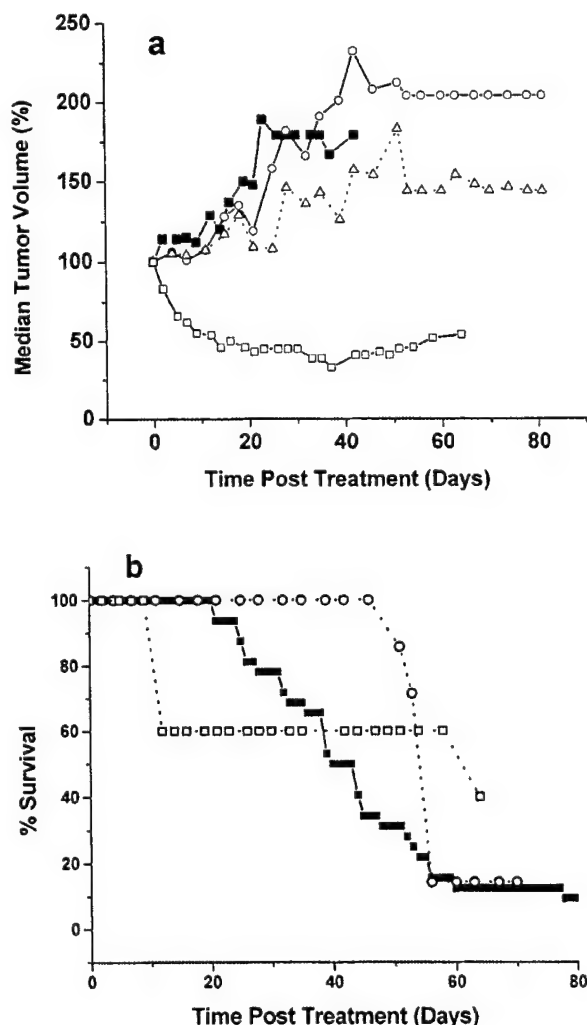 a
250
200
150
100
50
0
Median Tumor Volume (%)
0 20 40 60 80
Time Post Treatment (Days)
b
100
80
60
40
20
0
% Survival
0 20 40 60 80
Time Post Treatment (Days)